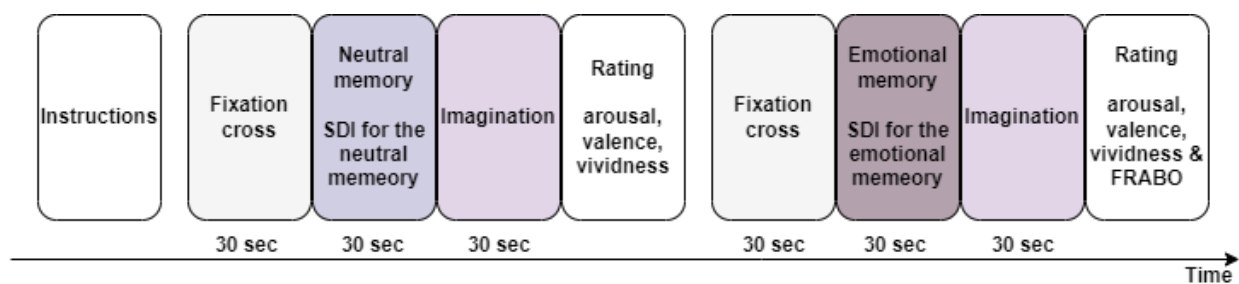 Instructions
Fixation
cross
Neutral
memory
SDI for the
neutral
memeory
Imagination
Rating
arousal,
valence,
vividness
Fixation
cross
Emotional
memory
SDI for the
emotional
memeory
Imagination
Rating
arousal,
valence,
vividness &
FRABO
30 sec
30 sec
30 sec
30 sec
30 sec
30 sec
Time